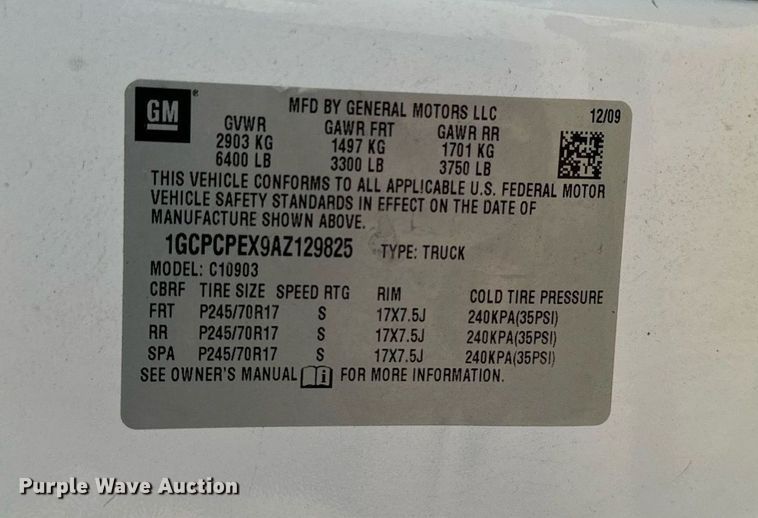 GM ®
MFD BY GENERAL MOTORS LLC 12/09
GVWR GAWR FRT GAWR RR
2903 KG 1497 KG 1701 KG
6400 LB 3300 LB 3750 LB
THIS VEHICLE CONFORMS TO ALL APPLICABLE U.S. FEDERAL MOTOR
VEHICLE SAFETY STANDARDS IN EFFECT ON THE DATE OF
MANUFACTURE SHOWN ABOVE.
1GCPCPEX9AZ129825 TYPE: TRUCK
MODEL: C10903
CBRF TIRE SIZE SPEED RTG RIM COLD TIRE PRESSURE
FRT P245/70R17 S 17X7.5J 240KPA(35PSI)
RR P245/70R17 S 17X7.5J 240KPA(35PSI)
SPA P245/70R17 S 17X7.5J 240KPA(35PSI)
SEE OWNER'S MANUAL i FOR MORE INFORMATION.
Purple Wave Auction